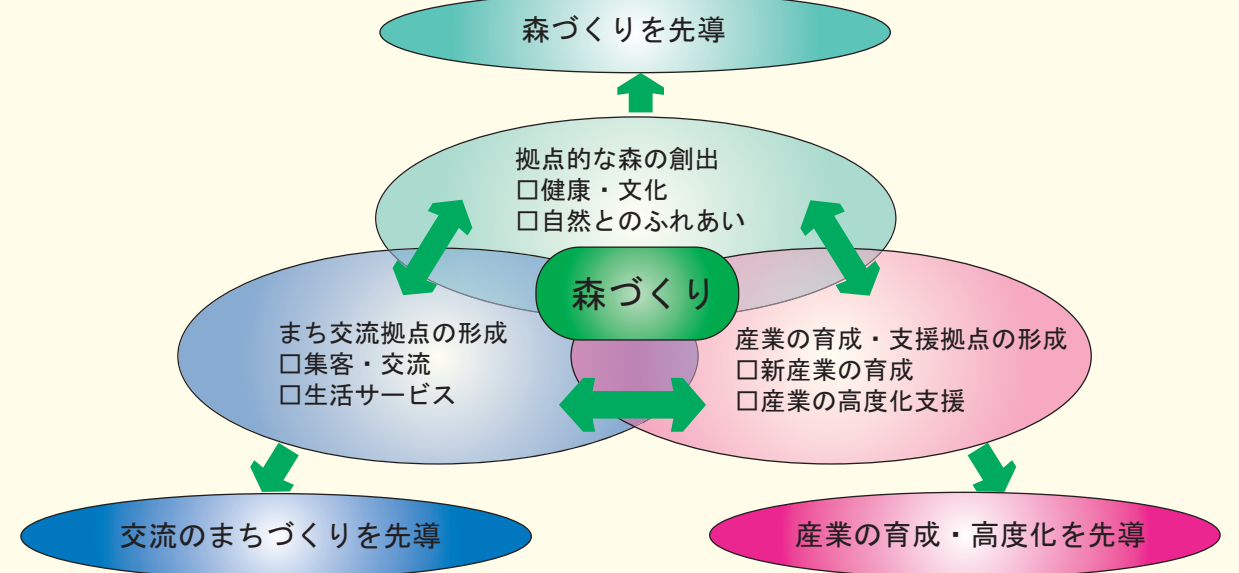 森づくりを先導
拠点的な森の創出
□健康・文化
□自然とのふれあい
森づくり
まち交流拠点の形成
□集客・交流
□生活サービス
産業の育成・支援拠点の形成
□新産業の育成
□産業の高度化支援
交流のまちづくりを先導
産業の育成・高度化を先導